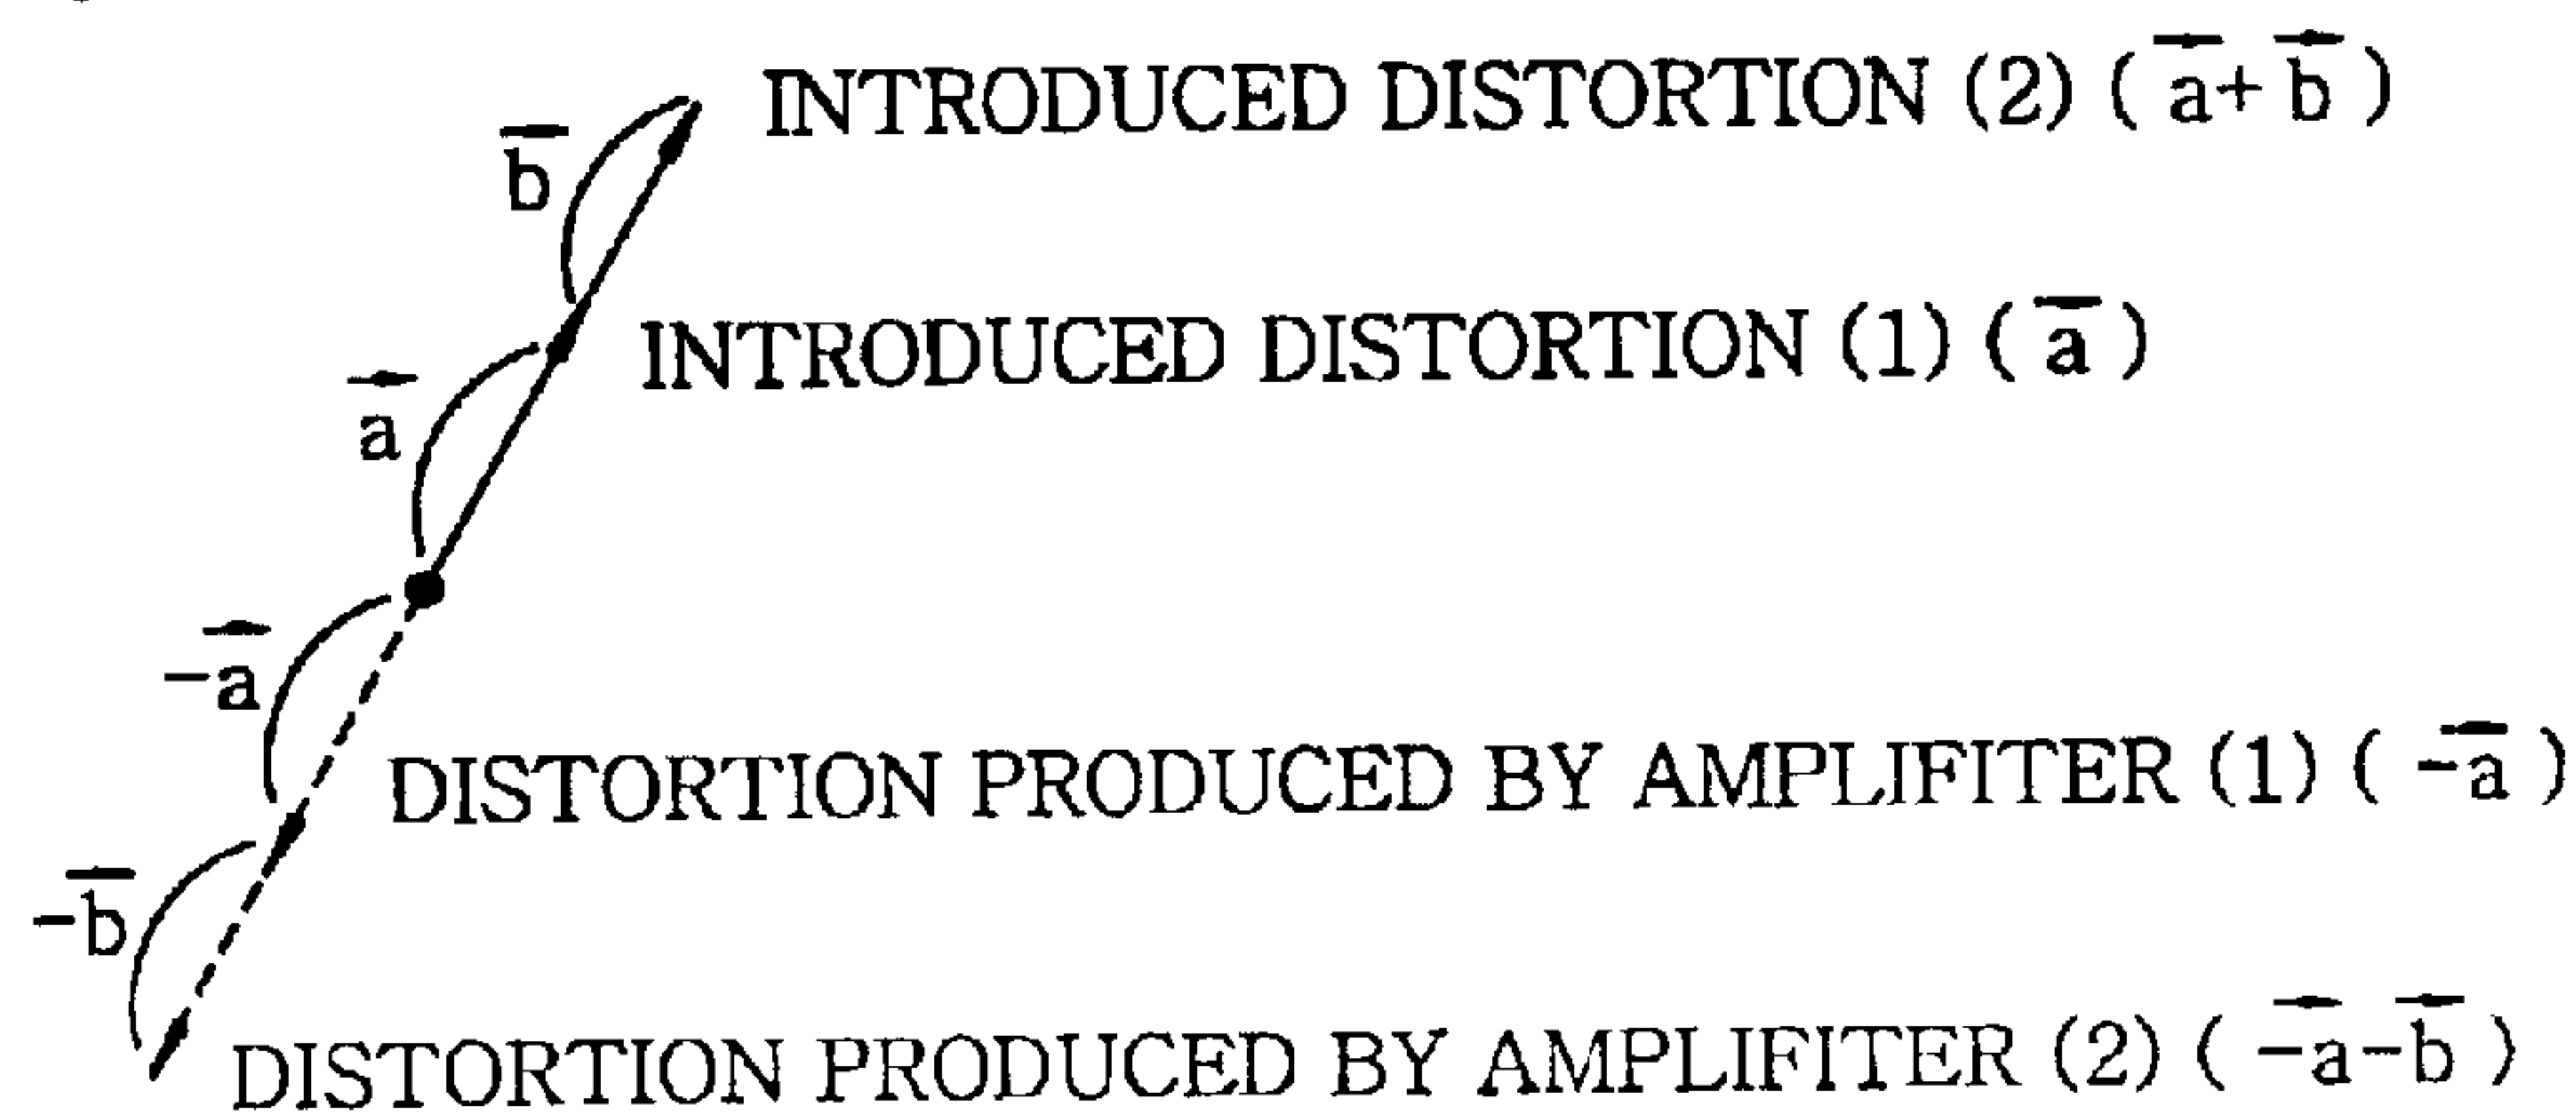 INTRODUCED DISTORTION (2) ( a⃗+ b⃗ )
b⃗
INTRODUCED DISTORTION (1) ( a⃗ )
a⃗
−a⃗
DISTORTION PRODUCED BY AMPLIFITER (1) ( −a⃗ )
−b⃗
DISTORTION PRODUCED BY AMPLIFITER (2) ( −a⃗−b⃗ )